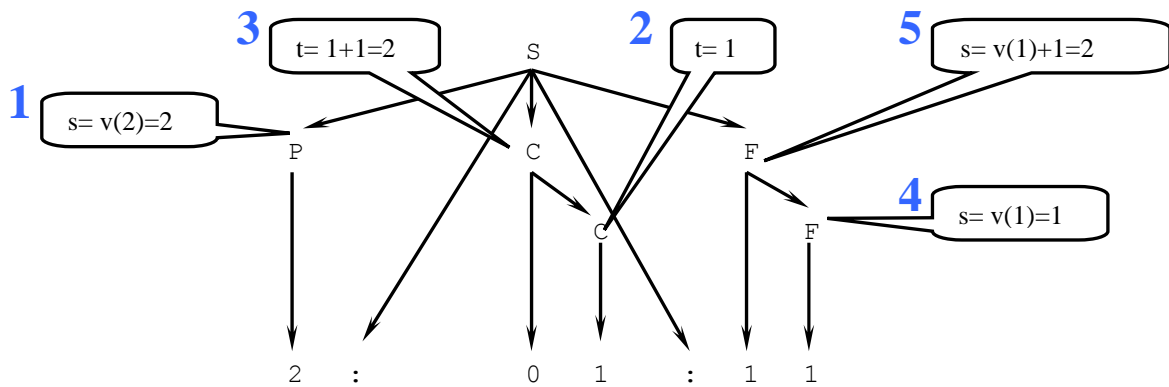 3
t= 1+1=2
2
t= 1
5
s= v(1)+1=2
S
1
s= v(2)=2
P
C
F
4
s= v(1)=1
C
F
2 : 0 1 : 1 1